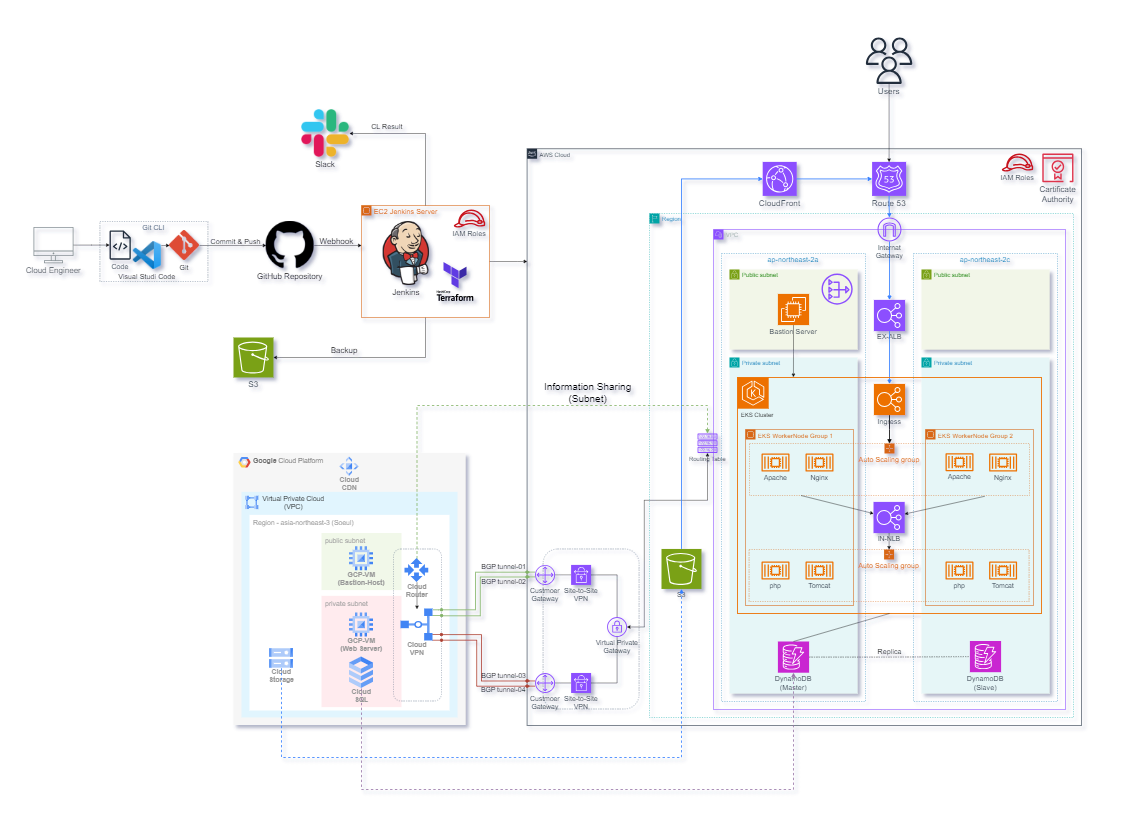 Users
CL Result
Slack
AWS Cloud
IAM Roles
Cartificate
Authority
53
CloudFront
Route 53
EC2 Jenkins Server
IAM Roles
Region
VPC
Git CLI
Commit & Push
Webhook
Internat
Gateway
Cloud Engineer
Code
Git
Visual Studi Code
GitHub Repository
Jenkins
HashiCorp
Terraform
ap-northeast-2a
ap-northeast-2c
Public subnet
Public subnet
Bastion Server
EX-ALB
Backup
S3
Private subnet
Private subnet
Information Sharing
(Subnet)
EKS Cluster
Ingress
Routing Table
EKS WorkerNode Group 1
EKS WorkerNode Group 2
Auto Scaling group
Apache
Nginx
Apache
Nginx
Google Cloud Platform
Cloud
CDN
Virtual Private Cloud
(VPC)
Region - asia-northeast-3 (Soeul)
public subnet
GCP-VM
(Bastion-Host)
IN-NLB
Auto Scaling group
php
Tomcat
php
Tomcat
Cloud
Router
BGP tunnel-01
BGP tunnel-02
Custmoer
Gateway
Site-to-Site
VPN
S3
private subnet
GCP-VM
(Web Server)
Cloud
VPN
Virtual Private
Gateway
Cloud
Storage
Cloud
SQL
BGP tunnel-03
BGP tunnel-04
Custmoer
Gateway
Site-to-Site
VPN
Replica
DynamoDB
(Master)
DynamoDB
(Slave)